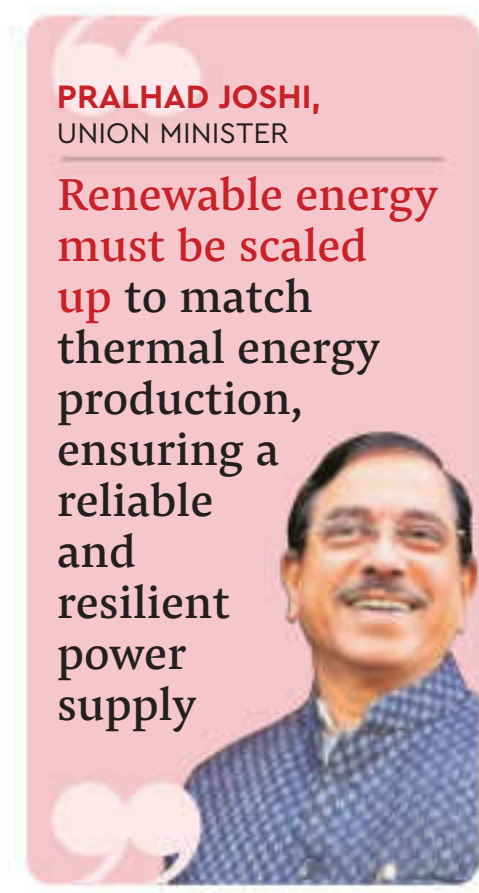 PRALHAD JOSHI,
UNION MINISTER
Renewable energy
must be scaled
up to match
thermal energy
production,
ensuring a
reliable
and
resilient
power
supply